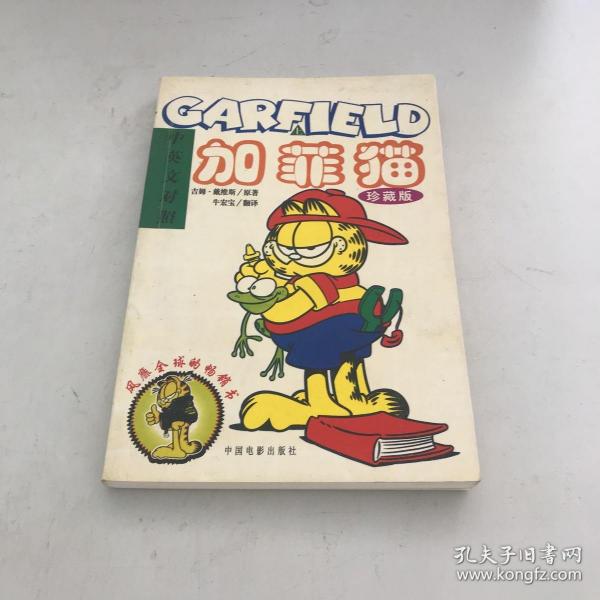 GARFIELD
中英文对照
加菲猫
珍藏版
吉姆·戴维斯/原著
牛宏宝/翻译
风靡全球的畅销书
中国电影出版社
孔夫子旧书网
www.kongfz.com